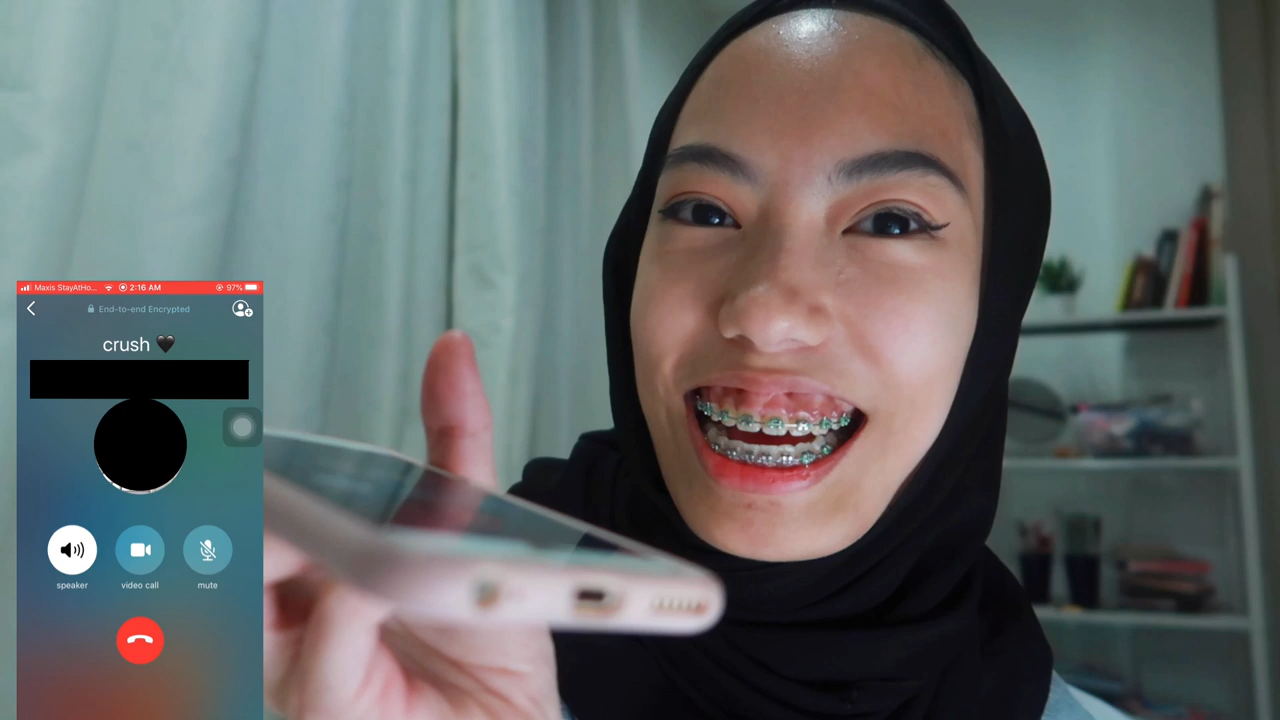 Maxis StayAtHo... 2:16 AM 97%
End-to-end Encrypted
crush 🖤
speaker video call mute